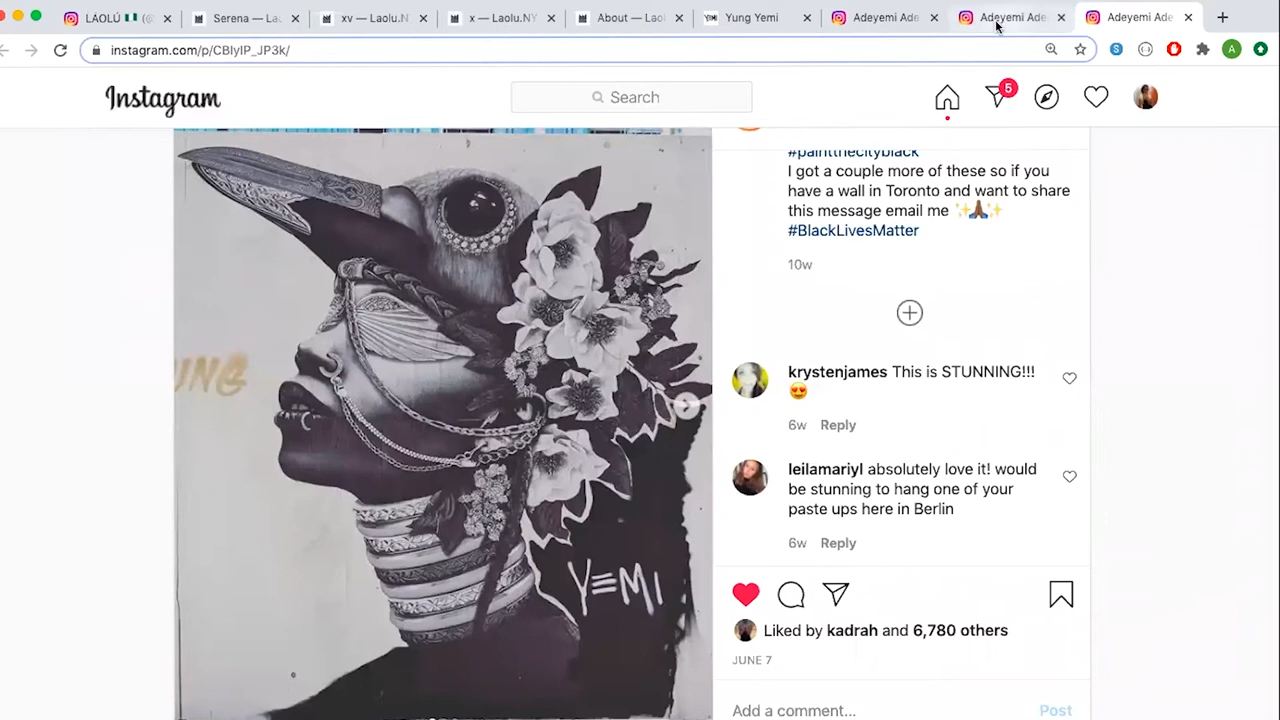 LÁOLÚ
Serena — La
xv — Laolu.N
x — Laolu.NY
About — Laol
Yung Yemi
Adeyemi Ade
Adeyemi Ade
Adeyemi Ade
instagram.com/p/CBIyIP_JP3k/
S
A
Instagram
Search
5
#paintthecityblack
I got a couple more of these so if you
have a wall in Toronto and want to share
this message email me ✨🙏🏾✨
#BlackLivesMatter
10w
krystenjames This is STUNNING!!!
😍
6w Reply
leilamariyl absolutely love it! would
be stunning to hang one of your
paste ups here in Berlin
6w Reply
UNG
YEMI
Liked by kadrah and 6,780 others
JUNE 7
Add a comment...
Post